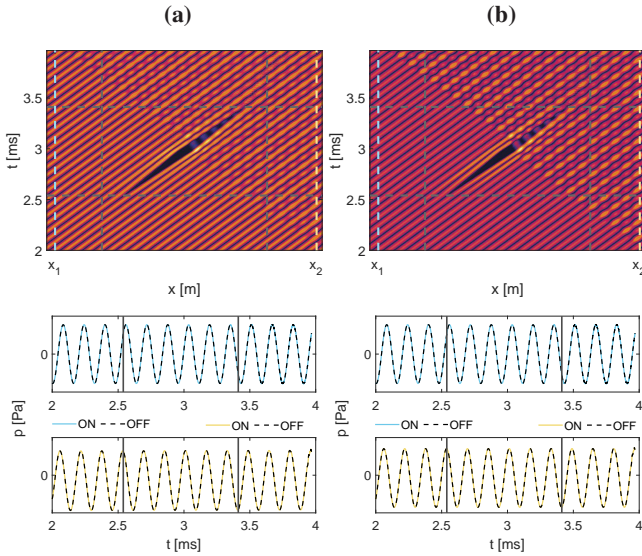 (a) (b)
3.5 3.5
t [ms] 3 t [ms] 3
2.5 2.5
2 2
x1 x2 x1 x2
x [m] x [m]
0 0
2 2.5 3 3.5 4 2 2.5 3 3.5 4
p [Pa] ON OFF ON OFF p [Pa] ON OFF ON OFF
0 0
2 2.5 3 3.5 4 2 2.5 3 3.5 4
t [ms] t [ms]